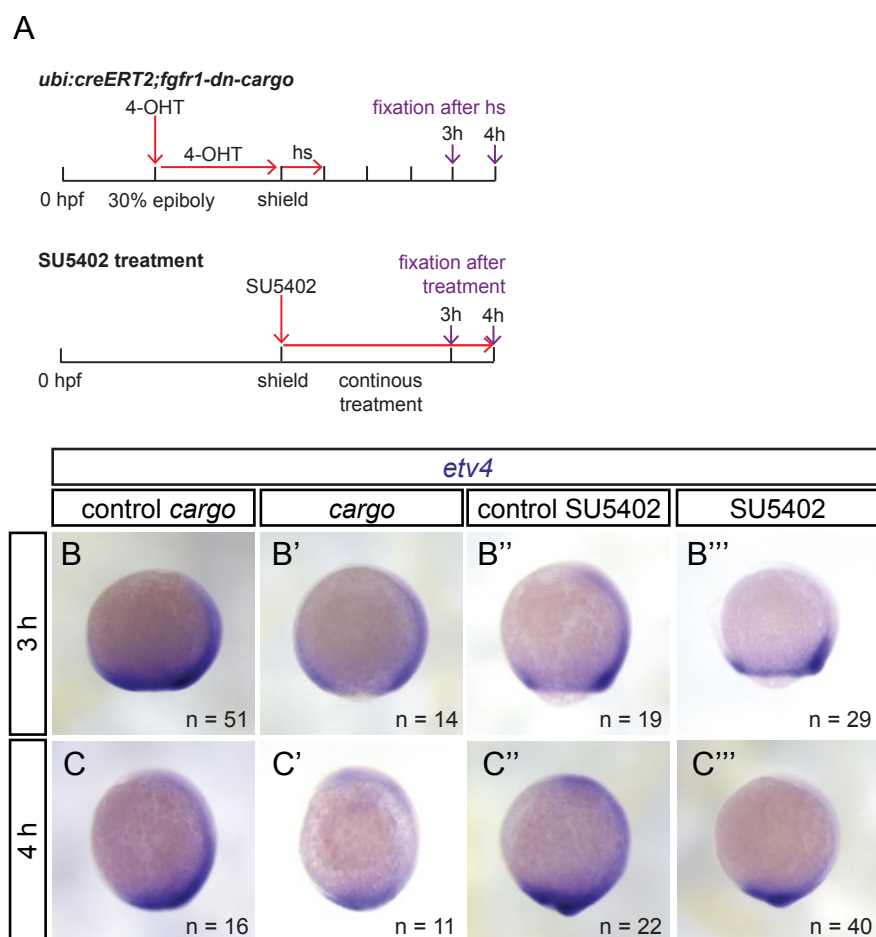 A
ubi:creERT2;fgfr1-dn-cargo
4-OHT
fixation after hs
4-OHT
hs
3h
4h
0 hpf
30% epiboly
shield
SU5402 treatment
fixation after
treatment
SU5402
3h
4h
0 hpf
shield
continous
treatment
etv4
control cargo
cargo
control SU5402
SU5402
3 h
B
n = 51
B'
n = 14
B''
n = 19
B'''
n = 29
4 h
C
n = 16
C'
n = 11
C''
n = 22
C'''
n = 40